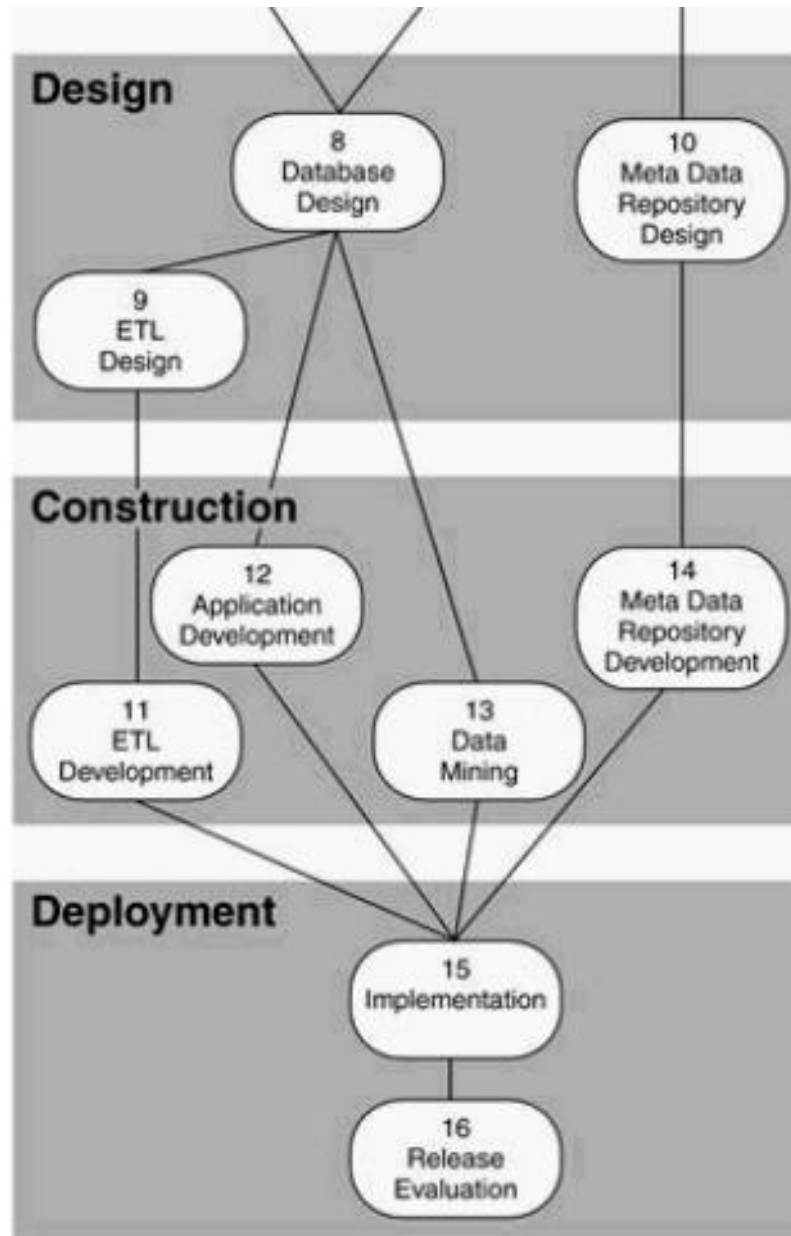 Design
8
Database
Design
10
Meta Data
Repository
Design
9
ETL
Design
Construction
12
Application
Development
14
Meta Data
Repository
Development
11
ETL
Development
13
Data
Mining
Deployment
15
Implementation
16
Release
Evaluation